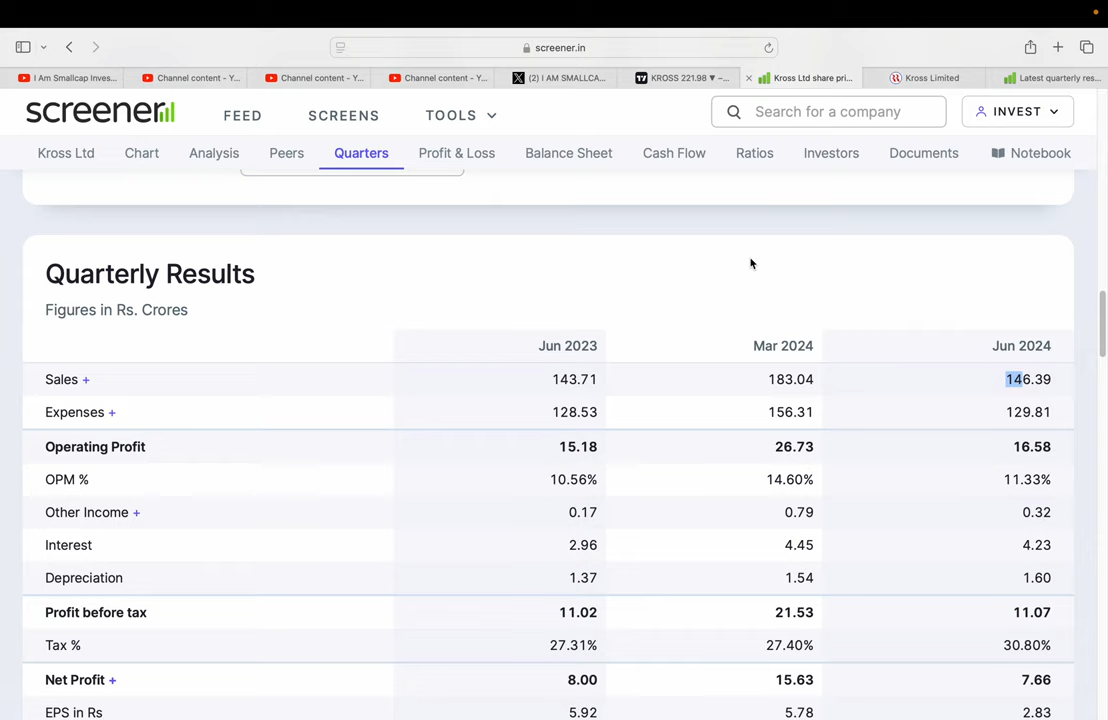 screener.in
I Am Smallcap Inves...
Channel content - Y...
Channel content - Y...
Channel content - Y...
(2) I AM SMALLCA...
KROSS 221.98 ▼ –...
Kross Ltd share pri...
Kross Limited
Latest quarterly res...
screener
FEED
SCREENS
TOOLS
Search for a company
INVEST
Kross Ltd
Chart
Analysis
Peers
Quarters
Profit & Loss
Balance Sheet
Cash Flow
Ratios
Investors
Documents
Notebook
Quarterly Results
Figures in Rs. Crores
Jun 2023 Mar 2024 Jun 2024
Sales + 143.71 183.04 146.39
Expenses + 128.53 156.31 129.81
Operating Profit 15.18 26.73 16.58
OPM % 10.56% 14.60% 11.33%
Other Income + 0.17 0.79 0.32
Interest 2.96 4.45 4.23
Depreciation 1.37 1.54 1.60
Profit before tax 11.02 21.53 11.07
Tax % 27.31% 27.40% 30.80%
Net Profit + 8.00 15.63 7.66
EPS in Rs 5.92 5.78 2.83